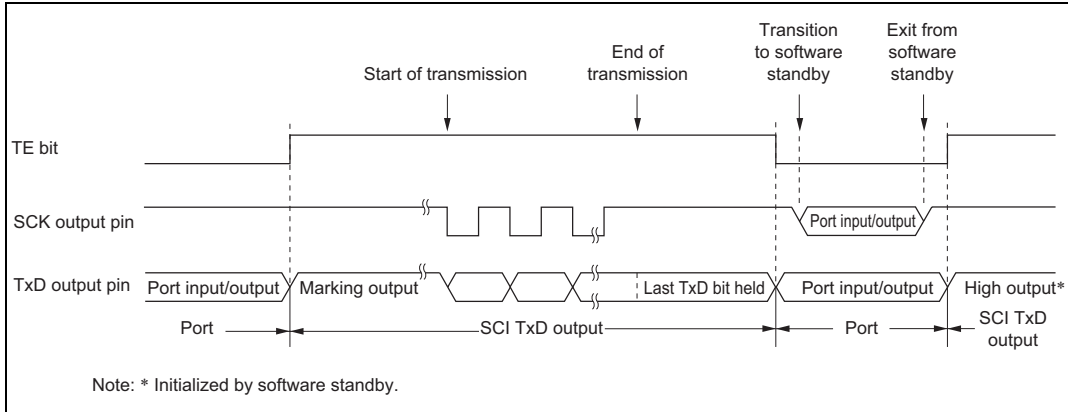 Transition
to software
standby
Exit from
software
standby
End of
transmission
Start of transmission
TE bit
SCK output pin
Port input/output
TxD output pin
Port input/output
Marking output
Last TxD bit held
Port input/output
High output*
Port
SCI TxD output
Port
SCI TxD
output
Note: * Initialized by software standby.